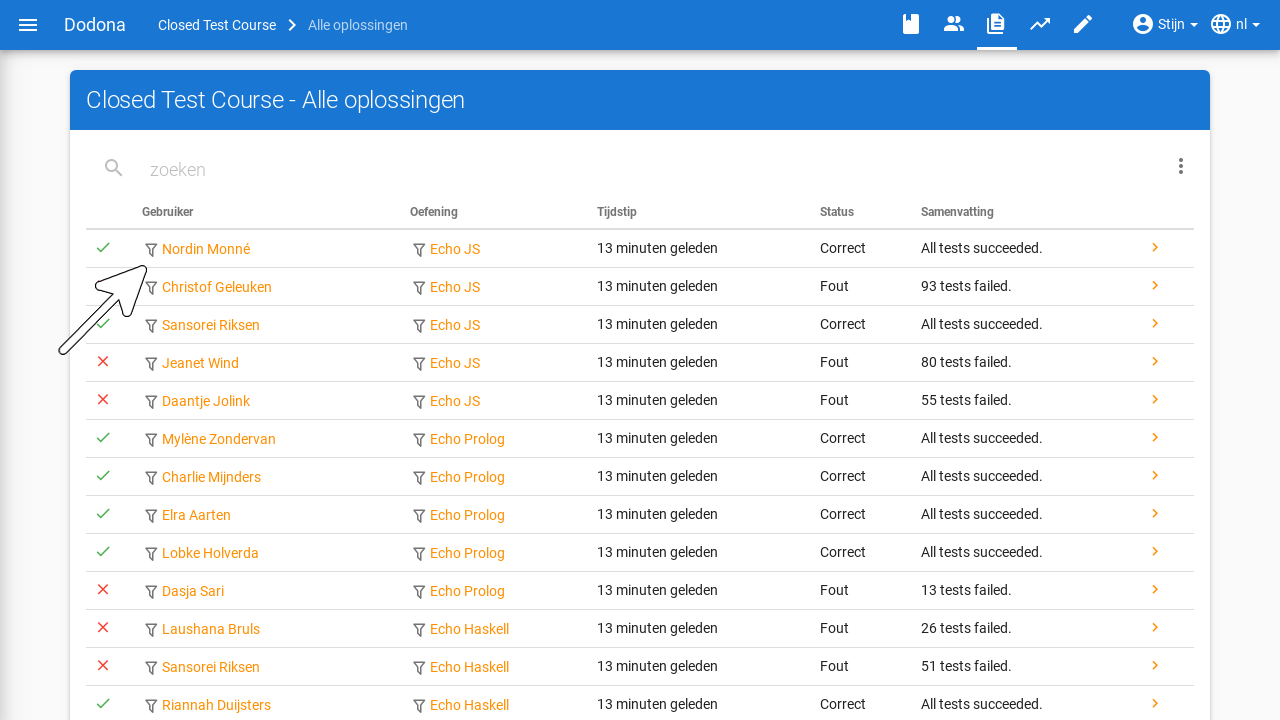 Dodona Closed Test Course Alle oplossingen Stijn nl
Closed Test Course - Alle oplossingen
zoeken
Gebruiker Oefening Tijdstip Status Samenvatting
Nordin Monné Echo JS 13 minuten geleden Correct All tests succeeded.
Christof Geleuken Echo JS 13 minuten geleden Fout 93 tests failed.
Sansorei Riksen Echo JS 13 minuten geleden Correct All tests succeeded.
Jeanet Wind Echo JS 13 minuten geleden Fout 80 tests failed.
Daantje Jolink Echo JS 13 minuten geleden Fout 55 tests failed.
Mylène Zondervan Echo Prolog 13 minuten geleden Correct All tests succeeded.
Charlie Mijnders Echo Prolog 13 minuten geleden Correct All tests succeeded.
Elra Aarten Echo Prolog 13 minuten geleden Correct All tests succeeded.
Lobke Holverda Echo Prolog 13 minuten geleden Correct All tests succeeded.
Dasja Sari Echo Prolog 13 minuten geleden Fout 13 tests failed.
Laushana Bruls Echo Haskell 13 minuten geleden Fout 26 tests failed.
Sansorei Riksen Echo Haskell 13 minuten geleden Fout 51 tests failed.
Riannah Duijsters Echo Haskell 13 minuten geleden Correct All tests succeeded.